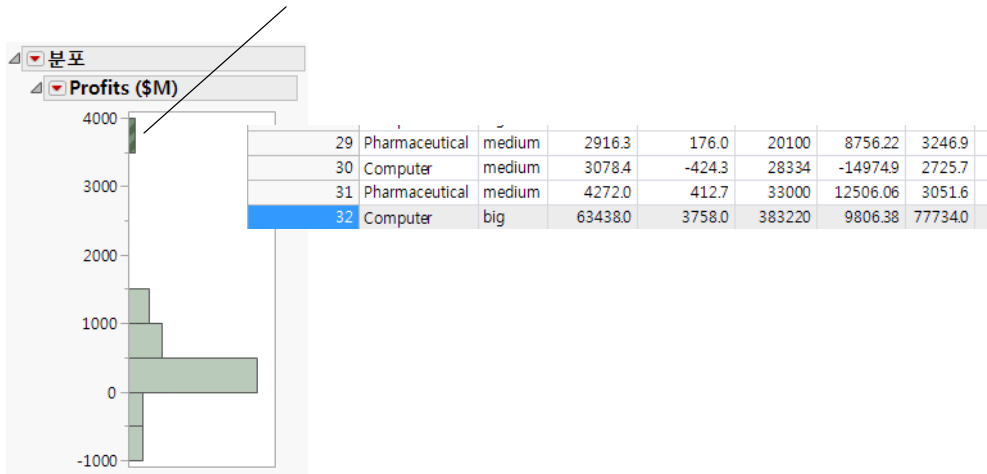 분포
Profits ($M)
4000
3000
2000
1000
0
-1000
29 Pharmaceutical medium 2916.3 176.0 20100 8756.22 3246.9
30 Computer medium 3078.4 -424.3 28334 -14974.9 2725.7
31 Pharmaceutical medium 4272.0 412.7 33000 12506.06 3051.6
32 Computer big 63438.0 3758.0 383220 9806.38 77734.0